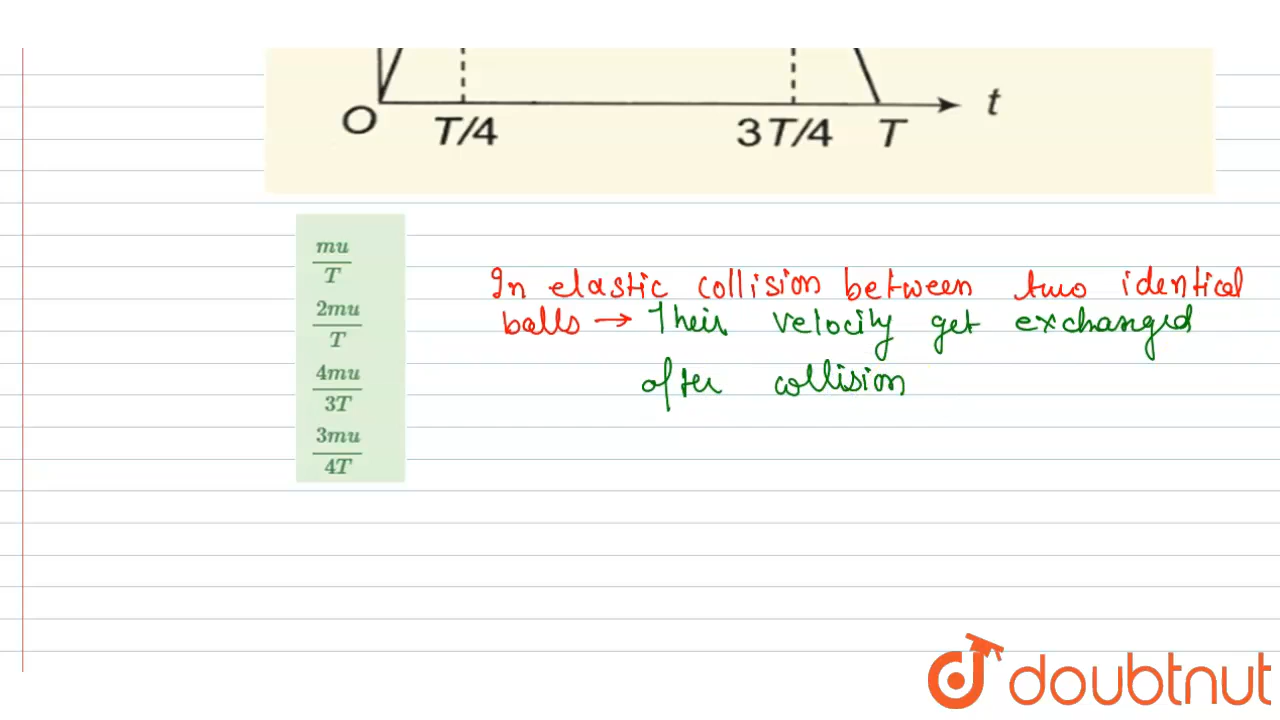 O T/4 3T/4 T t
mu
T
2mu
T
4mu
3T
3mu
4T
In elastic collision between two identical
balls → Their velocity get exchanged
after collision
doubtnut